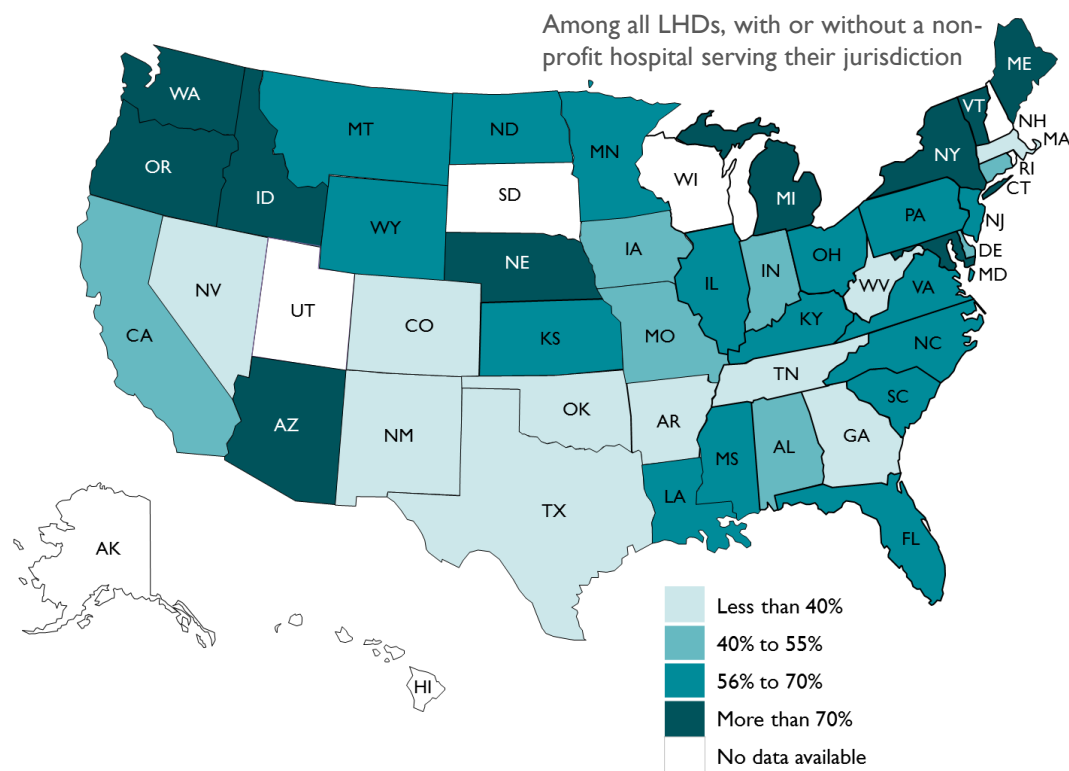 Among all LHDs, with or without a non-
profit hospital serving their jurisdiction
ME
WA
VT
MT
ND
NH
MA
MN
NY
OR
RI
WI
ID
SD
CT
MI
WY
PA
NJ
IA
NE
OH
DE
IN
IL
MD
NV
WV
VA
UT
CO
KY
CA
KS
MO
NC
TN
OK
SC
AZ
AR
NM
GA
AL
MS
LA
TX
FL
AK
HI
Less than 40%
40% to 55%
56% to 70%
More than 70%
No data available